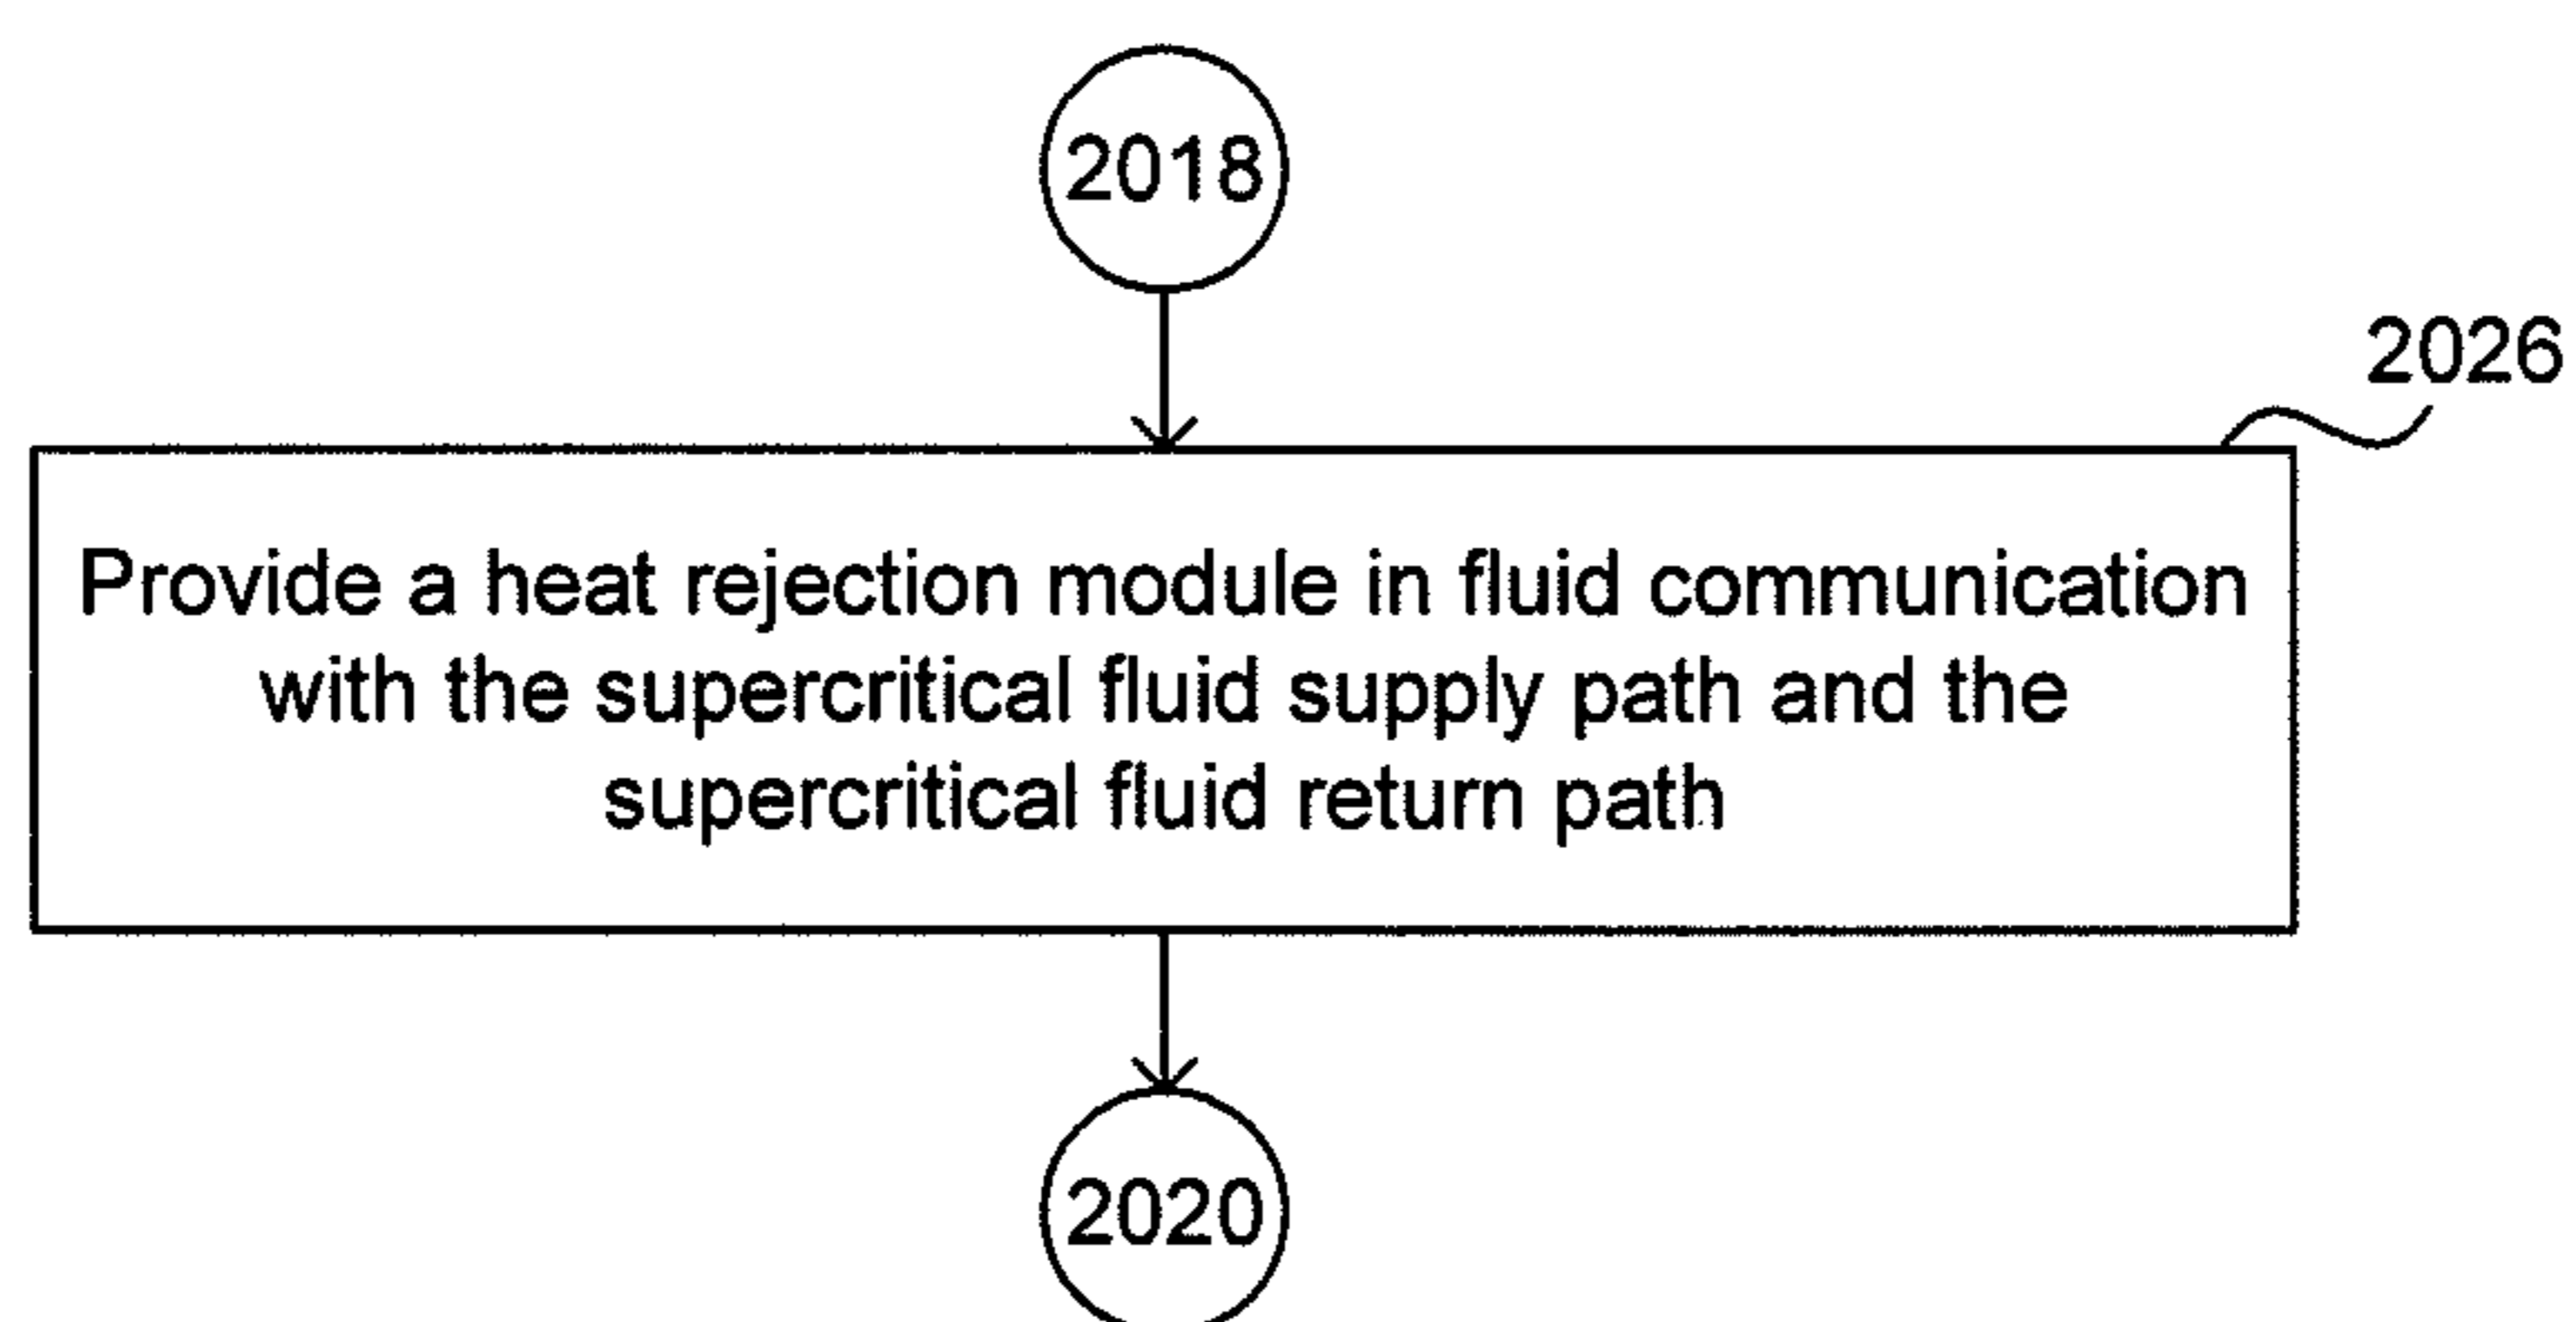 2018
2026
Provide a heat rejection module in fluid communication
with the supercritical fluid supply path and the
supercritical fluid return path
2020